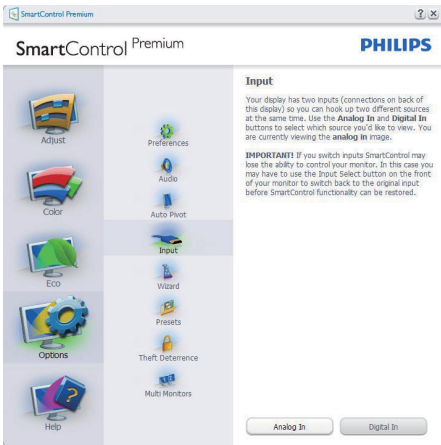 SmartControl Premium
? ×
SmartControl Premium
PHILIPS
Adjust
Color
Eco
Options
Help
Preferences
Audio
Auto Pivot
Input
Wizard
Presets
Theft Deterrence
Multi Monitors
Input
Your display has two inputs (connections on back of
this display) so you can hook up two different sources
at the same time. Use the Analog In and Digital In
buttons to select which source you'd like to view. You
are currently viewing the analog in image.
IMPORTANT! If you switch inputs SmartControl may
lose the ability to control your monitor. In this case you
may have to use the Input Select button on the front
of your monitor to switch back to the original input
before SmartControl functionality can be restored.
Analog In
Digital In